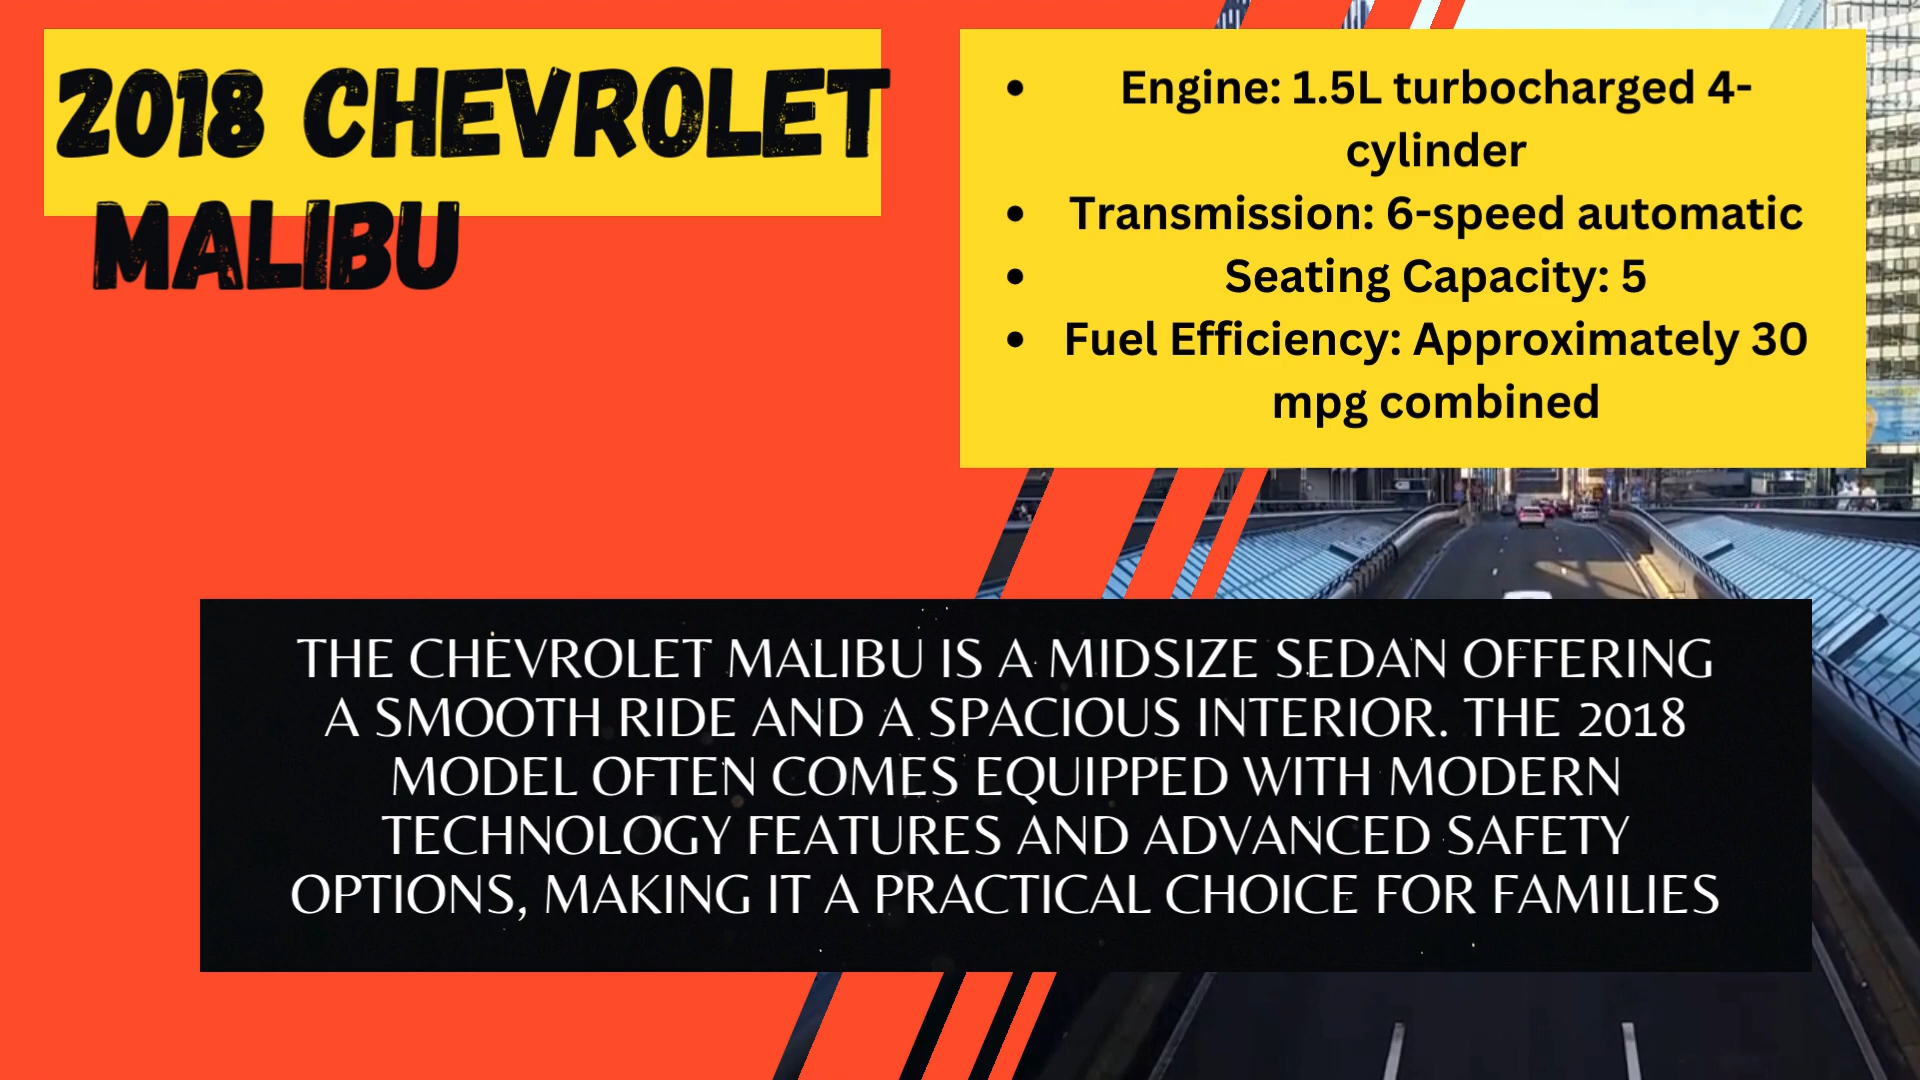 2018 CHEVROLET
MALIBU
• Engine: 1.5L turbocharged 4-
cylinder
• Transmission: 6-speed automatic
• Seating Capacity: 5
• Fuel Efficiency: Approximately 30
mpg combined
THE CHEVROLET MALIBU IS A MIDSIZE SEDAN OFFERING
A SMOOTH RIDE AND A SPACIOUS INTERIOR. THE 2018
MODEL OFTEN COMES EQUIPPED WITH MODERN
TECHNOLOGY FEATURES AND ADVANCED SAFETY
OPTIONS, MAKING IT A PRACTICAL CHOICE FOR FAMILIES